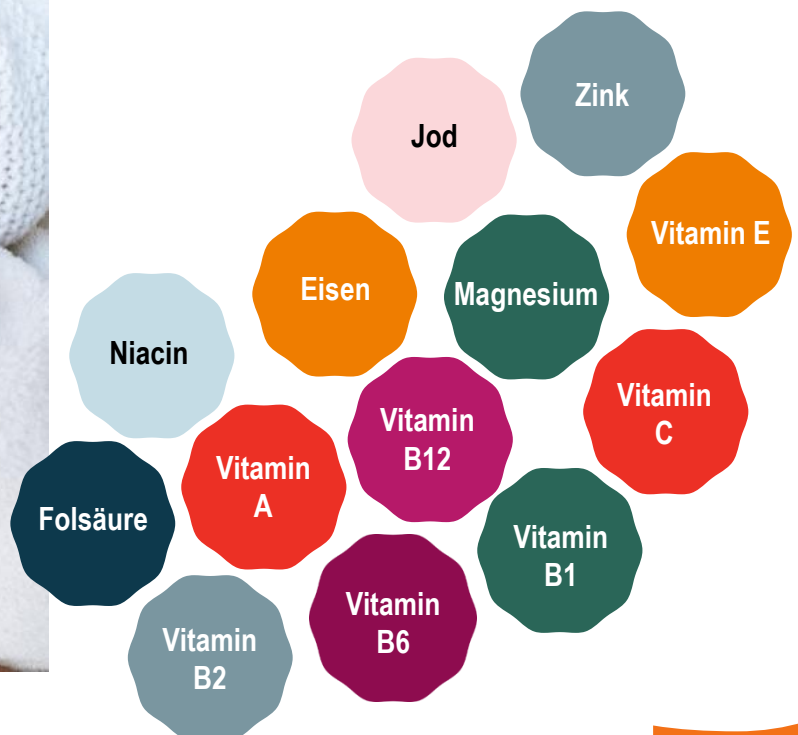 Zink
Jod
Vitamin E
Eisen
Magnesium
Niacin
Vitamin
C
Vitamin
B12
Vitamin
A
Folsäure
Vitamin
B1
Vitamin
B6
Vitamin
B2